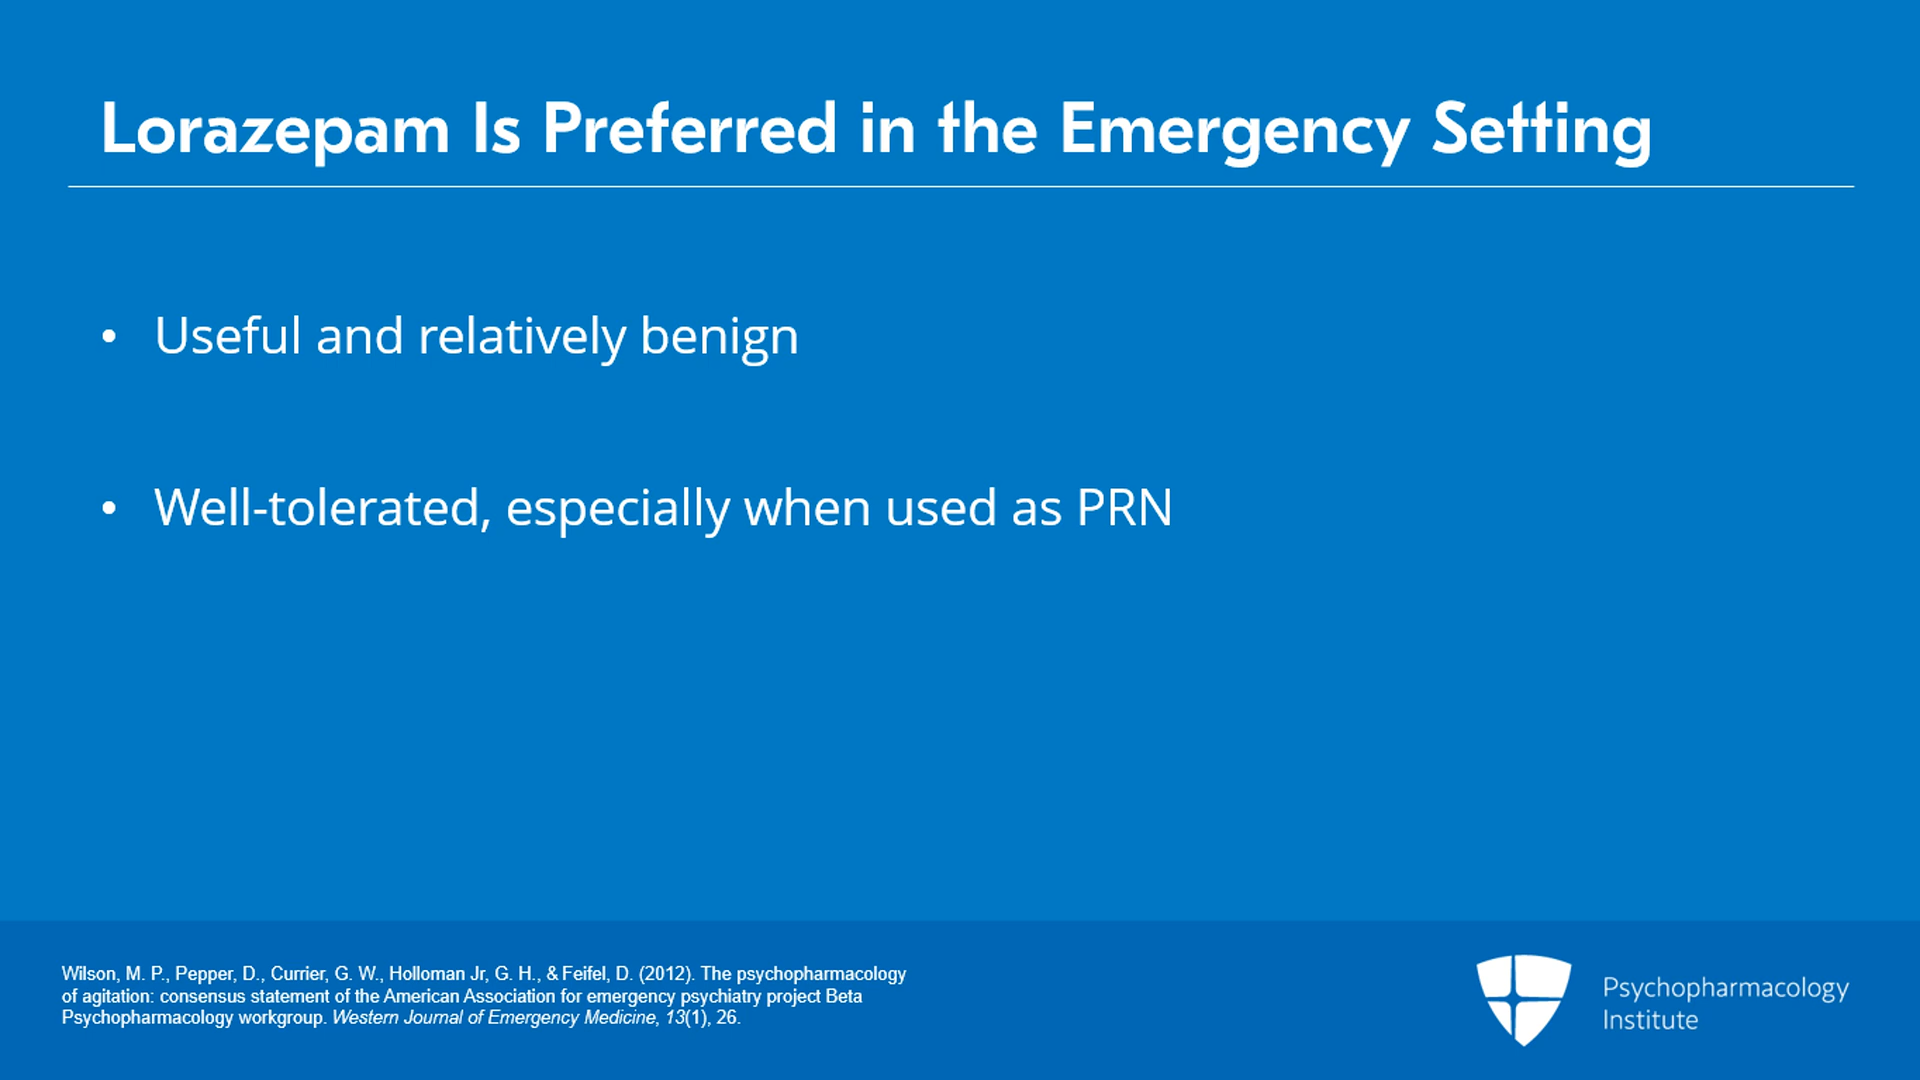 Lorazepam Is Preferred in the Emergency Setting
• Useful and relatively benign
• Well-tolerated, especially when used as PRN
Wilson, M. P., Pepper, D., Currier, G. W., Holloman Jr, G. H., & Feifel, D. (2012). The psychopharmacology
of agitation: consensus statement of the American Association for emergency psychiatry project Beta
Psychopharmacology workgroup. Western Journal of Emergency Medicine, 13(1), 26.
Psychopharmacology
Institute